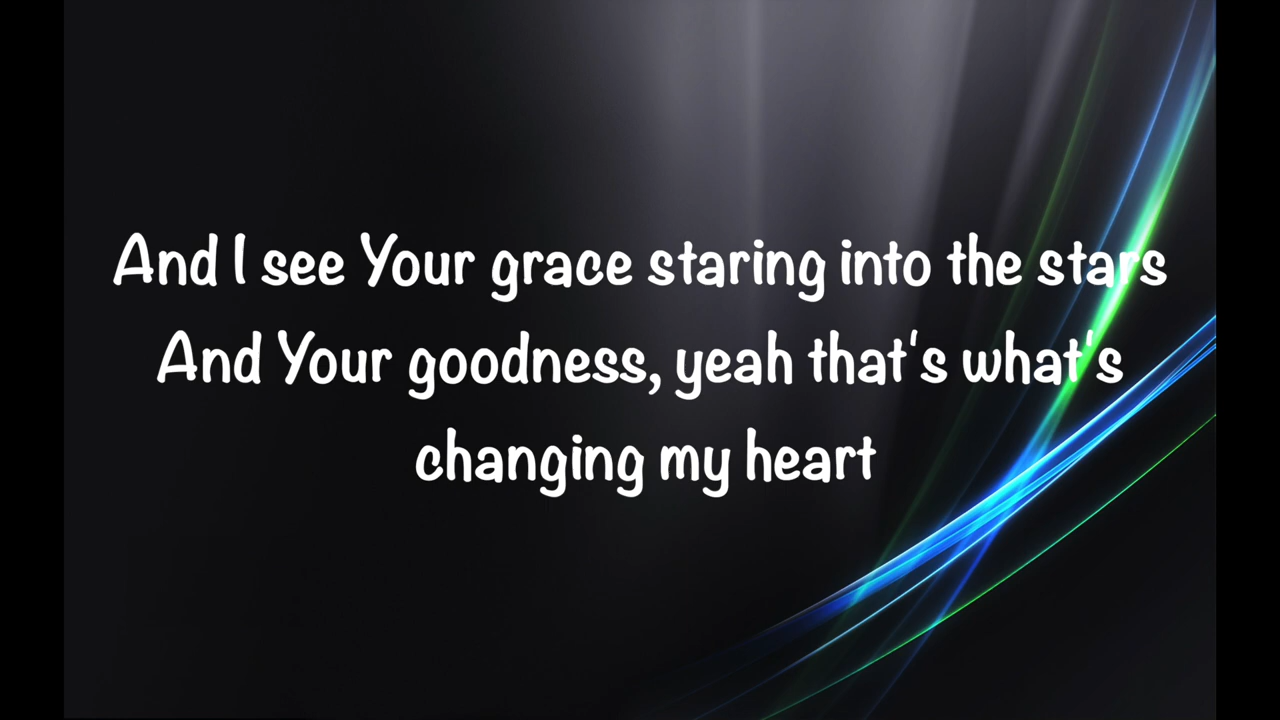 And I see Your grace staring into the stars
And Your goodness, yeah that's what's
changing my heart